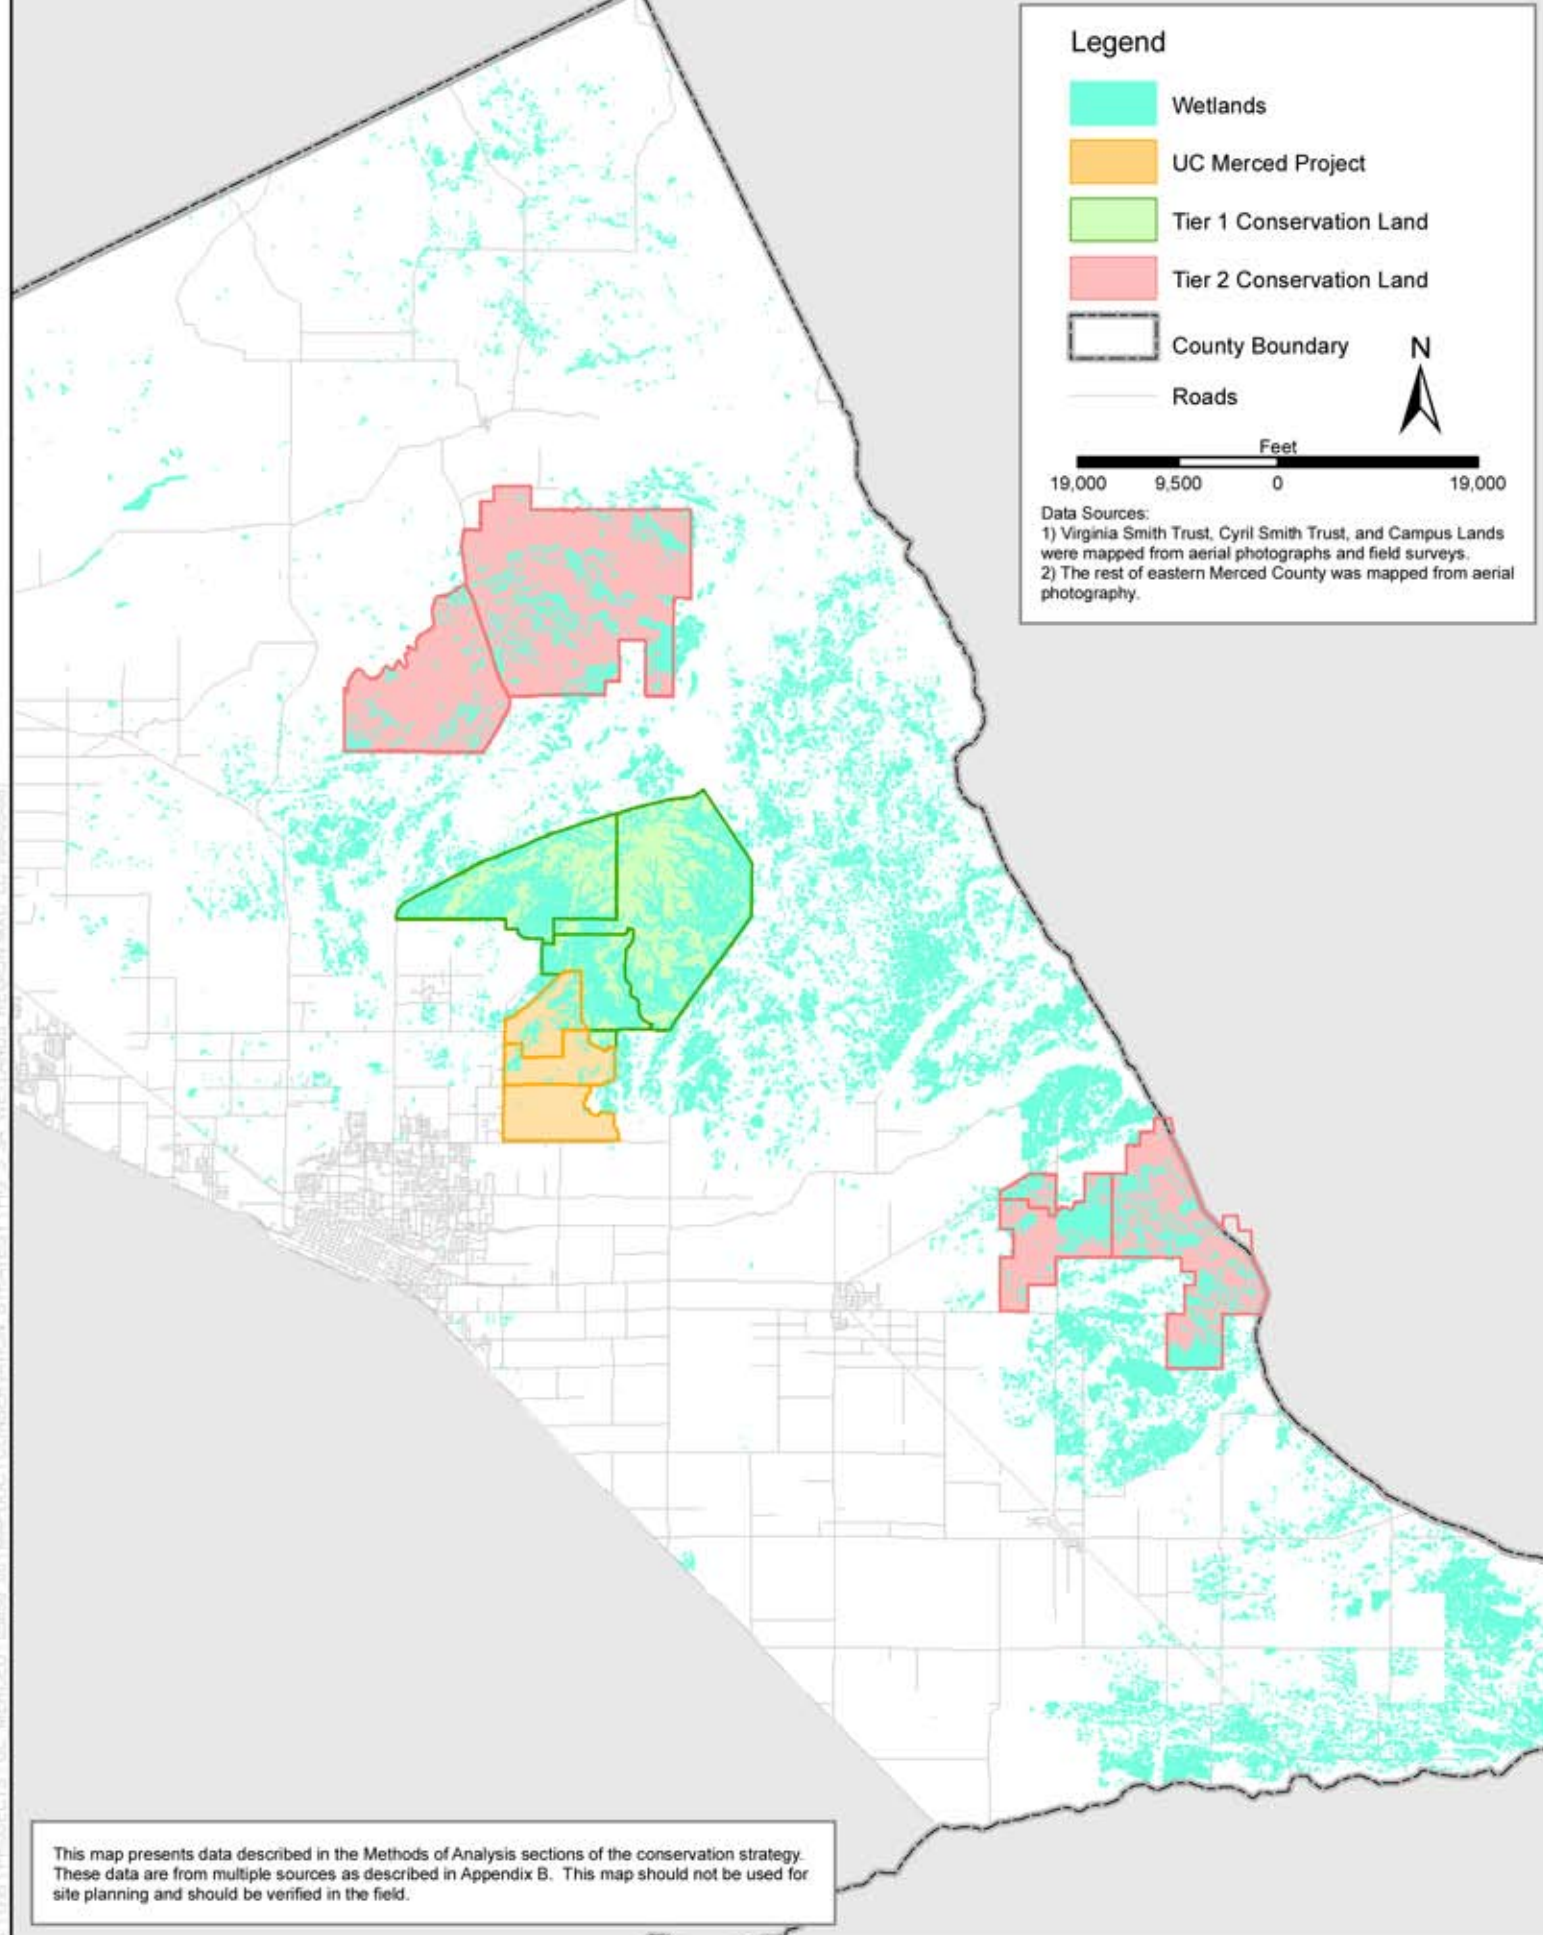 Legend
Wetlands
UC Merced Project
Tier 1 Conservation Land
Tier 2 Conservation Land
County Boundary
N
Roads
Feet
19,000 9,500 0 19,000
Data Sources:
1) Virginia Smith Trust, Cyril Smith Trust, and Campus Lands
were mapped from aerial photographs and field surveys.
2) The rest of eastern Merced County was mapped from aerial
photography.
This map presents data described in the Methods of Analysis sections of the conservation strategy.
These data are from multiple sources as described in Appendix B. This map should not be used for
site planning and should be verified in the field.